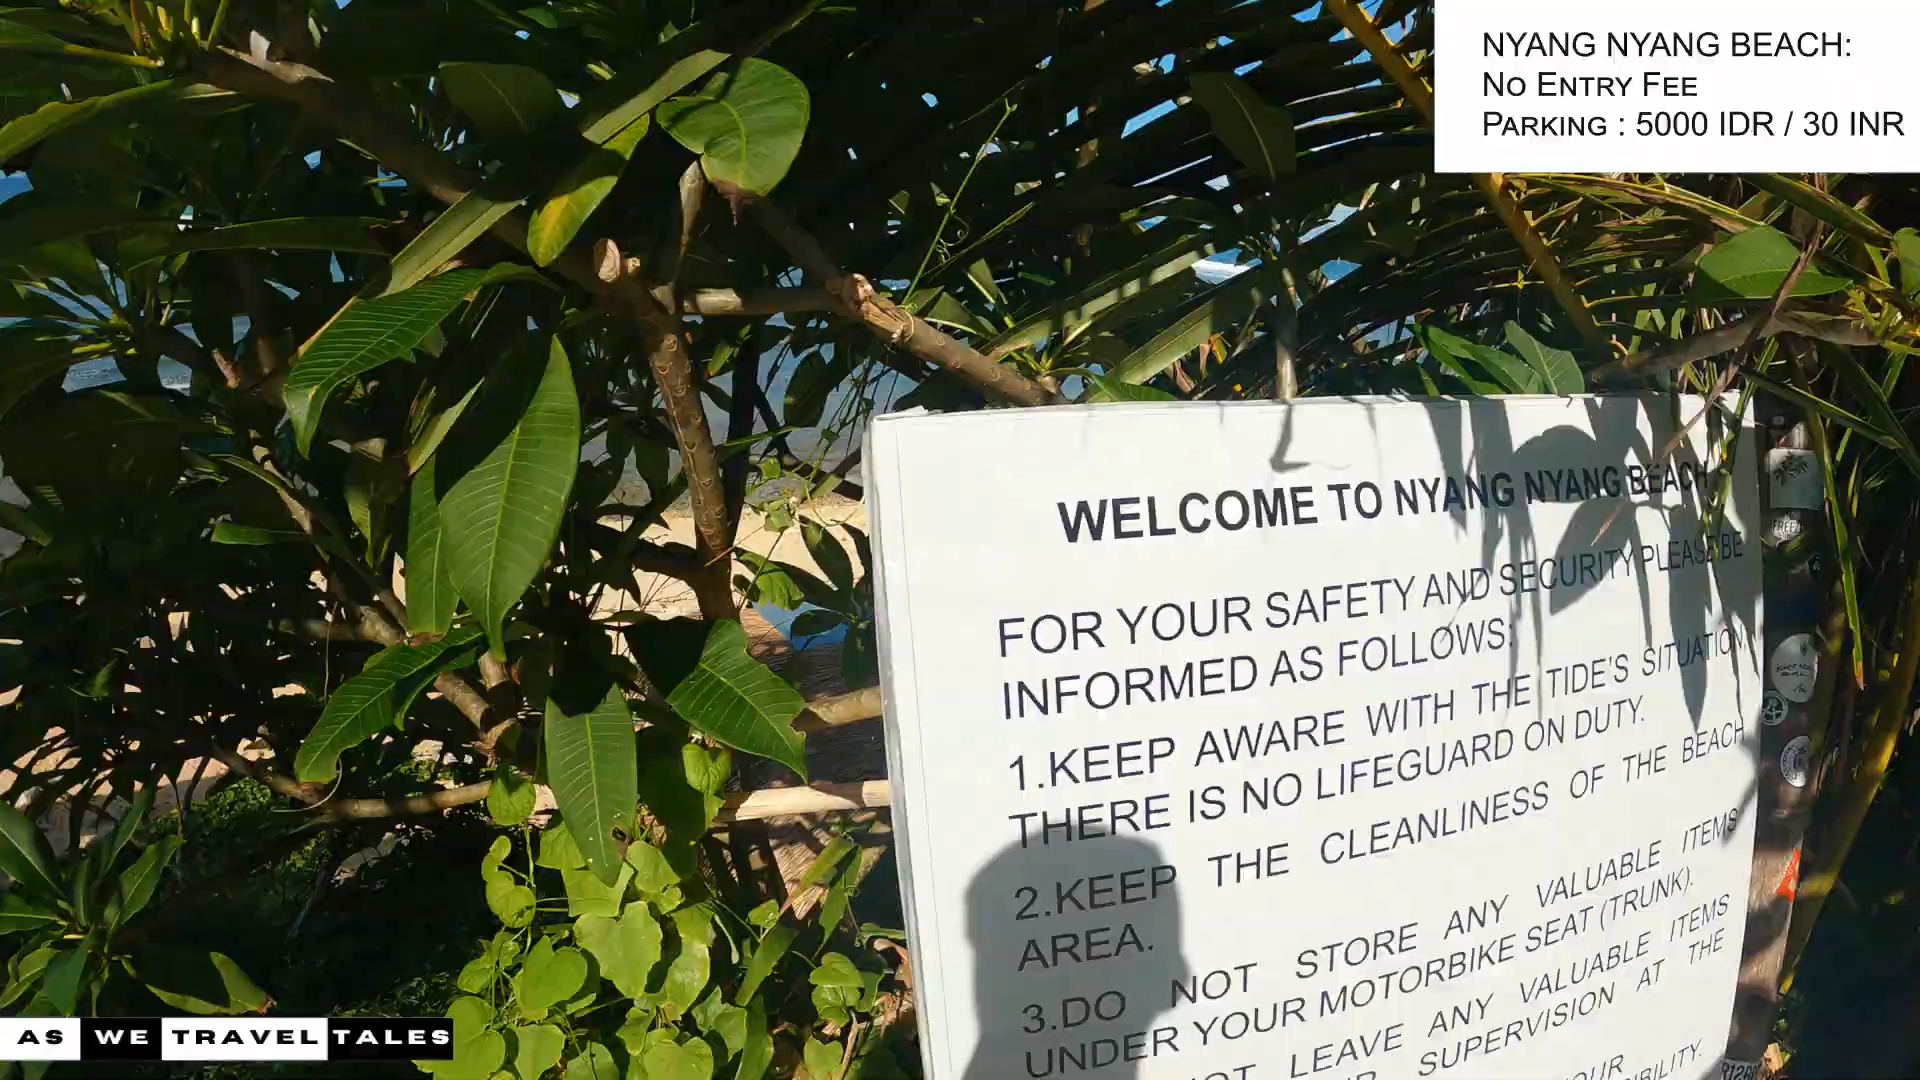 NYANG NYANG BEACH:
No Entry Fee
Parking : 5000 IDR / 30 INR
WELCOME TO NYANG NYANG BEACH
FOR YOUR SAFETY AND SECURITY PLEASE BE
INFORMED AS FOLLOWS:
1.KEEP AWARE WITH THE TIDE'S SITUATION
THERE IS NO LIFEGUARD ON DUTY.
2.KEEP THE CLEANLINESS OF THE BEACH
AREA.
3.DO NOT STORE ANY VALUABLE ITEMS
UNDER YOUR MOTORBIKE SEAT (TRUNK).
LEAVE ANY VALUABLE ITEMS
SUPERVISION AT THE
AS WE TRAVEL TALES